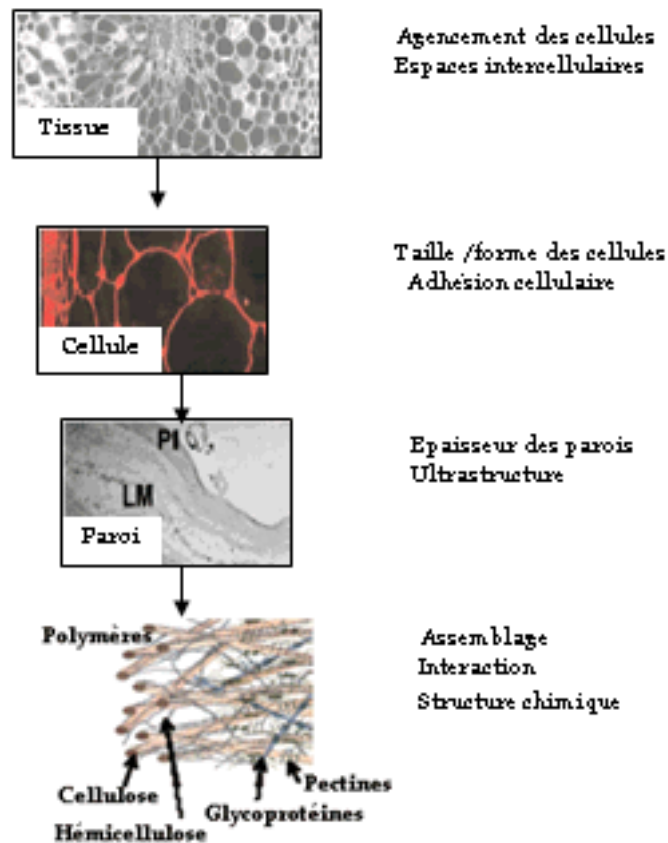 Agencement des cellules
Espaces intercellulaires
Tissue
Taille /forme des cellules
Adhésion cellulaire
Cellule
PI
LM
Epaisseur des parois
Ultrastructure
Paroi
Polymères
Assemblage
Interaction
Structure chimique
Cellulose
Hémicellulose
Glycoprotéines
Pectines